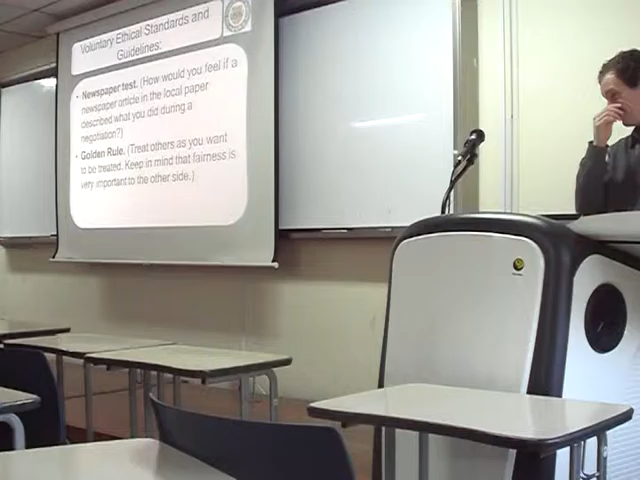 Voluntary Ethical Standards and
Guidelines:
• Newspaper test. (How would you feel if a
newspaper article in the local paper
described what you did during a
negotiation?)
• Golden Rule. (Treat others as you want
to be treated. Keep in mind that fairness is
very important to the other side.)